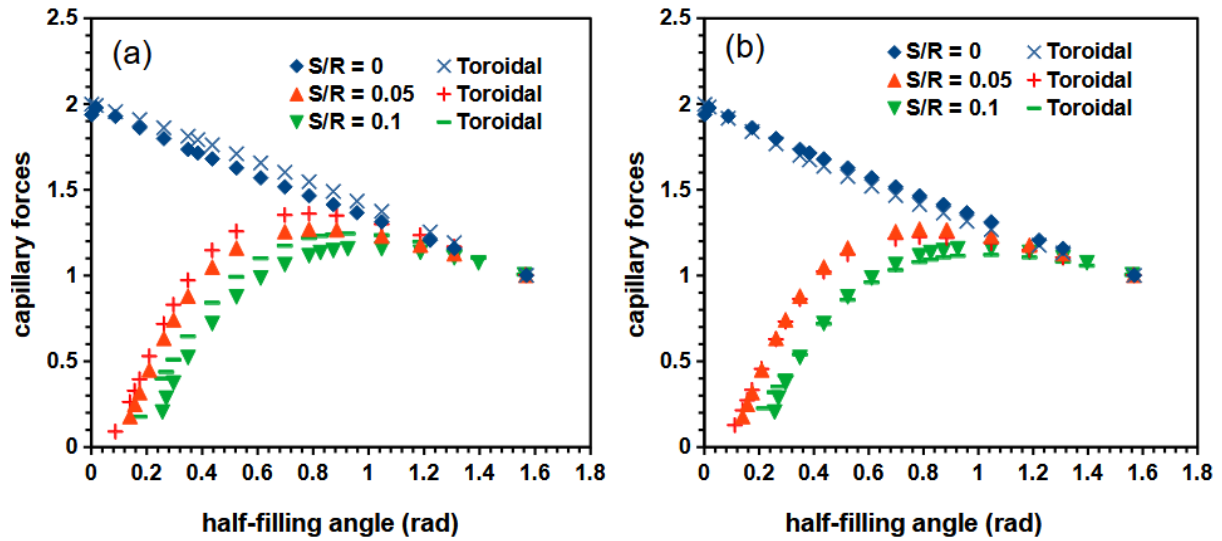 (a)
S/R = 0 Toroidal
S/R = 0.05 Toroidal
S/R = 0.1 Toroidal
2.5
2
1.5
1
0.5
0
0 0.2 0.4 0.6 0.8 1 1.2 1.4 1.6 1.8
capillary forces
half-filling angle (rad)
(b)
S/R = 0 Toroidal
S/R = 0.05 Toroidal
S/R = 0.1 Toroidal
2.5
2
1.5
1
0.5
0
0 0.2 0.4 0.6 0.8 1 1.2 1.4 1.6 1.8
capillary forces
half-filling angle (rad)